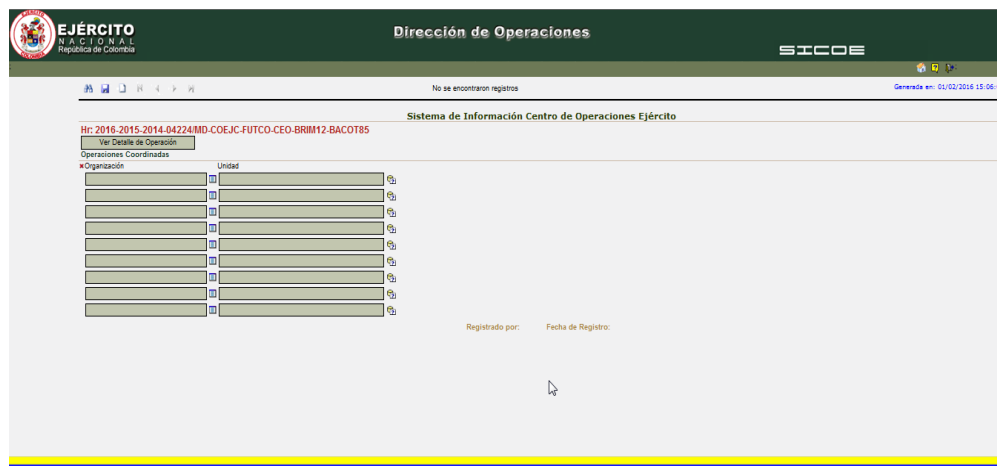 EJÉRCITO
NACIONAL
República de Colombia
Dirección de Operaciones
SICOE
No se encontraron registros
Generada en: 01/02/2016 15:06:
Sistema de Información Centro de Operaciones Ejército
Hr: 2016-2015-2014-04224/MD-COEJC-FUTCO-CEO-BRIM12-BACOT85
Ver Detalle de Operación
Operaciones Coordinadas
Organización Unidad
Registrado por: Fecha de Registro: